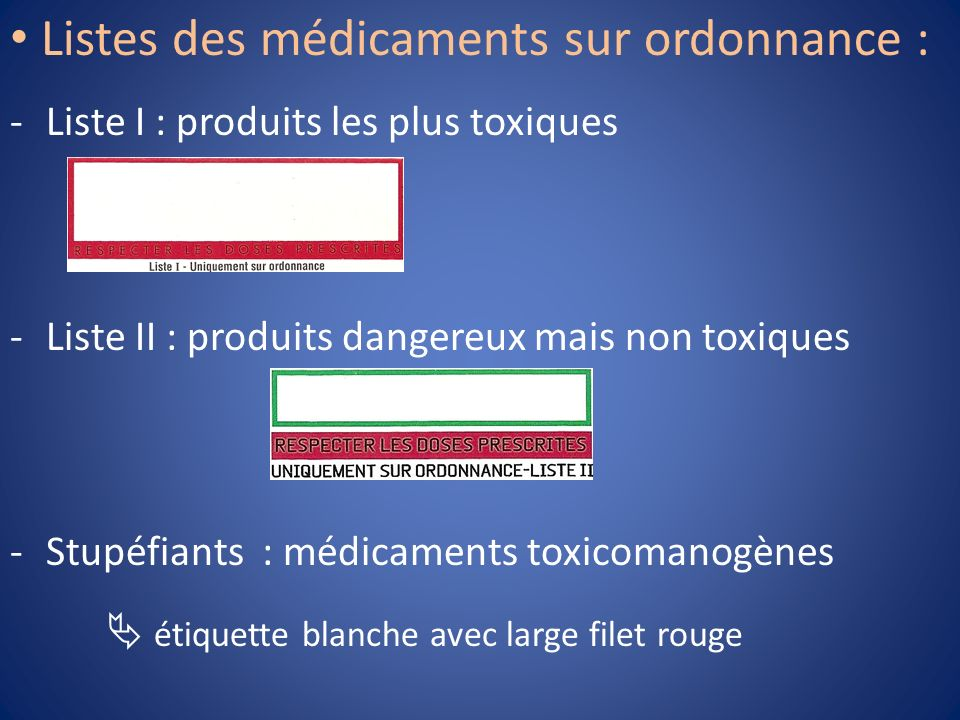 • Listes des médicaments sur ordonnance :
- Liste I : produits les plus toxiques
RESPECTER LES DOSES PRESCRITES
Liste I - Uniquement sur ordonnance
- Liste II : produits dangereux mais non toxiques
RESPECTER LES DOSES PRESCRITES
UNIQUEMENT SUR ORDONNANCE-LISTE II
- Stupéfiants : médicaments toxicomanogènes
étiquette blanche avec large filet rouge